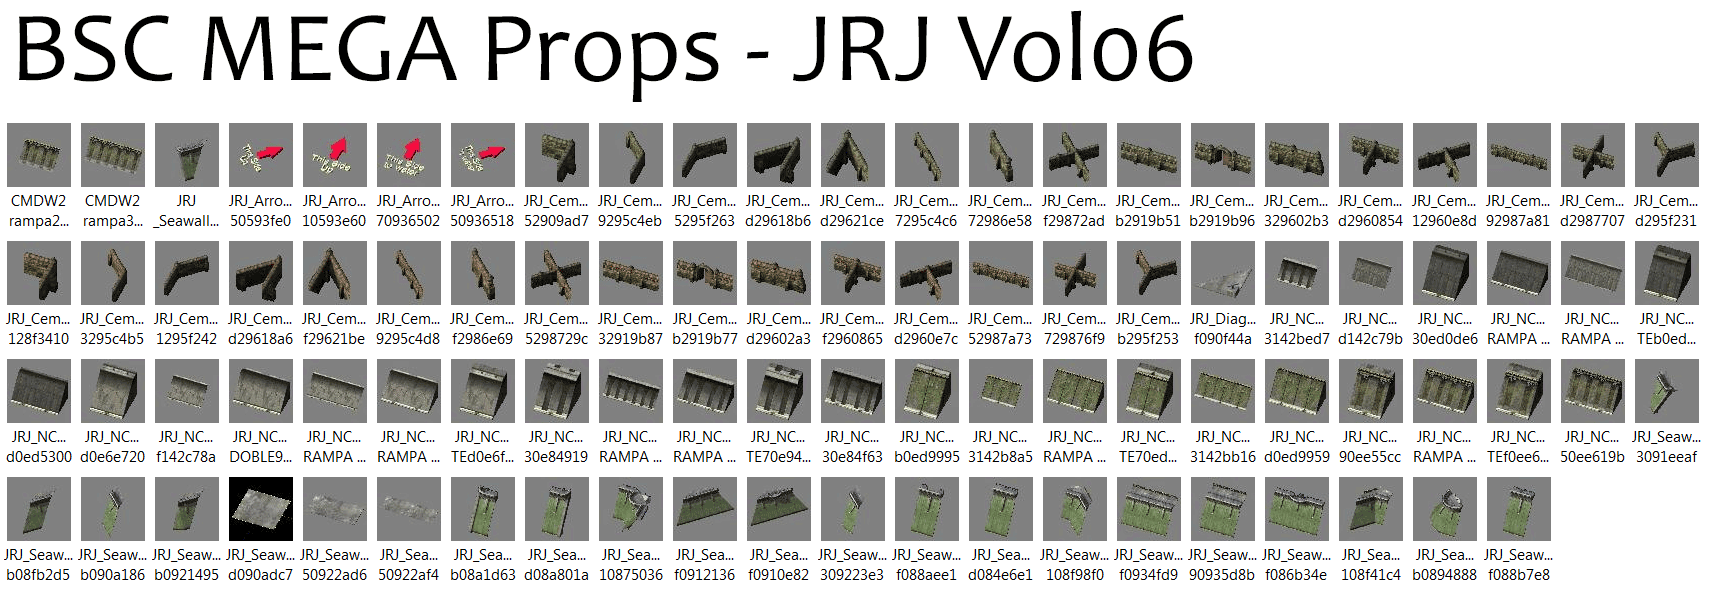 BSC MEGA Props - JRJ Vol06
This Side Up
This Side to Water
CMDW2 CMDW2 JRJ JRJ_Arro... JRJ_Arro... JRJ_Arro... JRJ_Arro... JRJ_Cem... JRJ_Cem... JRJ_Cem... JRJ_Cem... JRJ_Cem... JRJ_Cem... JRJ_Cem... JRJ_Cem... JRJ_Cem... JRJ_Cem... JRJ_Cem... JRJ_Cem... JRJ_Cem... JRJ_Cem... JRJ_Cem... JRJ_Cem...
rampa2... rampa3... _Seawall... 50593fe0 10593e60 70936502 50936518 52909ad7 9295c4eb 5295f263 d29618b6 d29621ce 7295c4c6 72986e58 f29872ad b2919b51 b2919b96 329602b3 d2960854 12960e8d 92987a81 d2987707 d295f231
JRJ_Cem... JRJ_Cem... JRJ_Cem... JRJ_Cem... JRJ_Cem... JRJ_Cem... JRJ_Cem... JRJ_Cem... JRJ_Cem... JRJ_Cem... JRJ_Cem... JRJ_Cem... JRJ_Cem... JRJ_Cem... JRJ_Cem... JRJ_Cem... JRJ_Diag... JRJ_NC... JRJ_NC... JRJ_NC... JRJ_NC... JRJ_NC... JRJ_NC...
128f3410 3295c4b5 1295f242 d29618a6 f29621be 9295c4d8 f2986e69 5298729c 32919b87 b2919b77 d29602a3 f2960865 d2960e7c 52987a73 729876f9 b295f253 f090f44a 3142bed7 d142c79b 30ed0de6 RAMPA ... RAMPA ... TEb0ed...
JRJ_NC... JRJ_NC... JRJ_NC... JRJ_NC... JRJ_NC... JRJ_NC... JRJ_NC... JRJ_NC... JRJ_NC... JRJ_NC... JRJ_NC... JRJ_NC... JRJ_NC... JRJ_NC... JRJ_NC... JRJ_NC... JRJ_NC... JRJ_NC... JRJ_NC... JRJ_NC... JRJ_NC... JRJ_NC... JRJ_Seaw...
d0ed5300 d0e6e720 f142c78a DOBLE9... RAMPA ... RAMPA ... TEd0e6f... 30e84919 RAMPA ... RAMPA ... TE70e94... 30e84f63 b0ed9995 3142b8a5 RAMPA ... TE70ed... 3142bb16 d0ed9959 90ee55cc RAMPA ... TEf0ee6... 50ee619b 3091eeaf
JRJ_Seaw... JRJ_Seaw... JRJ_Seaw... JRJ_Seaw... JRJ_Seaw... JRJ_Sea... JRJ_Sea... JRJ_Sea... JRJ_Sea... JRJ_Sea... JRJ_Sea... JRJ_Seaw... JRJ_Seaw... JRJ_Sea... JRJ_Seaw... JRJ_Seaw... JRJ_Seaw... JRJ_Seaw... JRJ_Sea... JRJ_Seaw... JRJ_Seaw...
b08fb2d5 b090a186 b0921495 d090adc7 50922ad6 50922af4 b08a1d63 d08a801a 10875036 f0912136 f0910e82 309223e3 f088aee1 d084e6e1 108f98f0 f0934fd9 90935d8b f086b34e 108f41c4 b0894888 f088b7e8